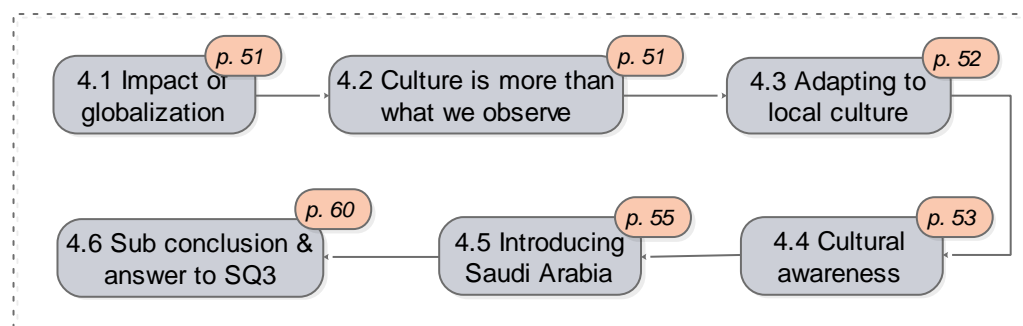 p. 51
4.1 Impact of
globalization
p. 51
4.2 Culture is more than
what we observe
p. 52
4.3 Adapting to
local culture
p. 53
4.4 Cultural
awareness
p. 55
4.5 Introducing
Saudi Arabia
p. 60
4.6 Sub conclusion &
answer to SQ3